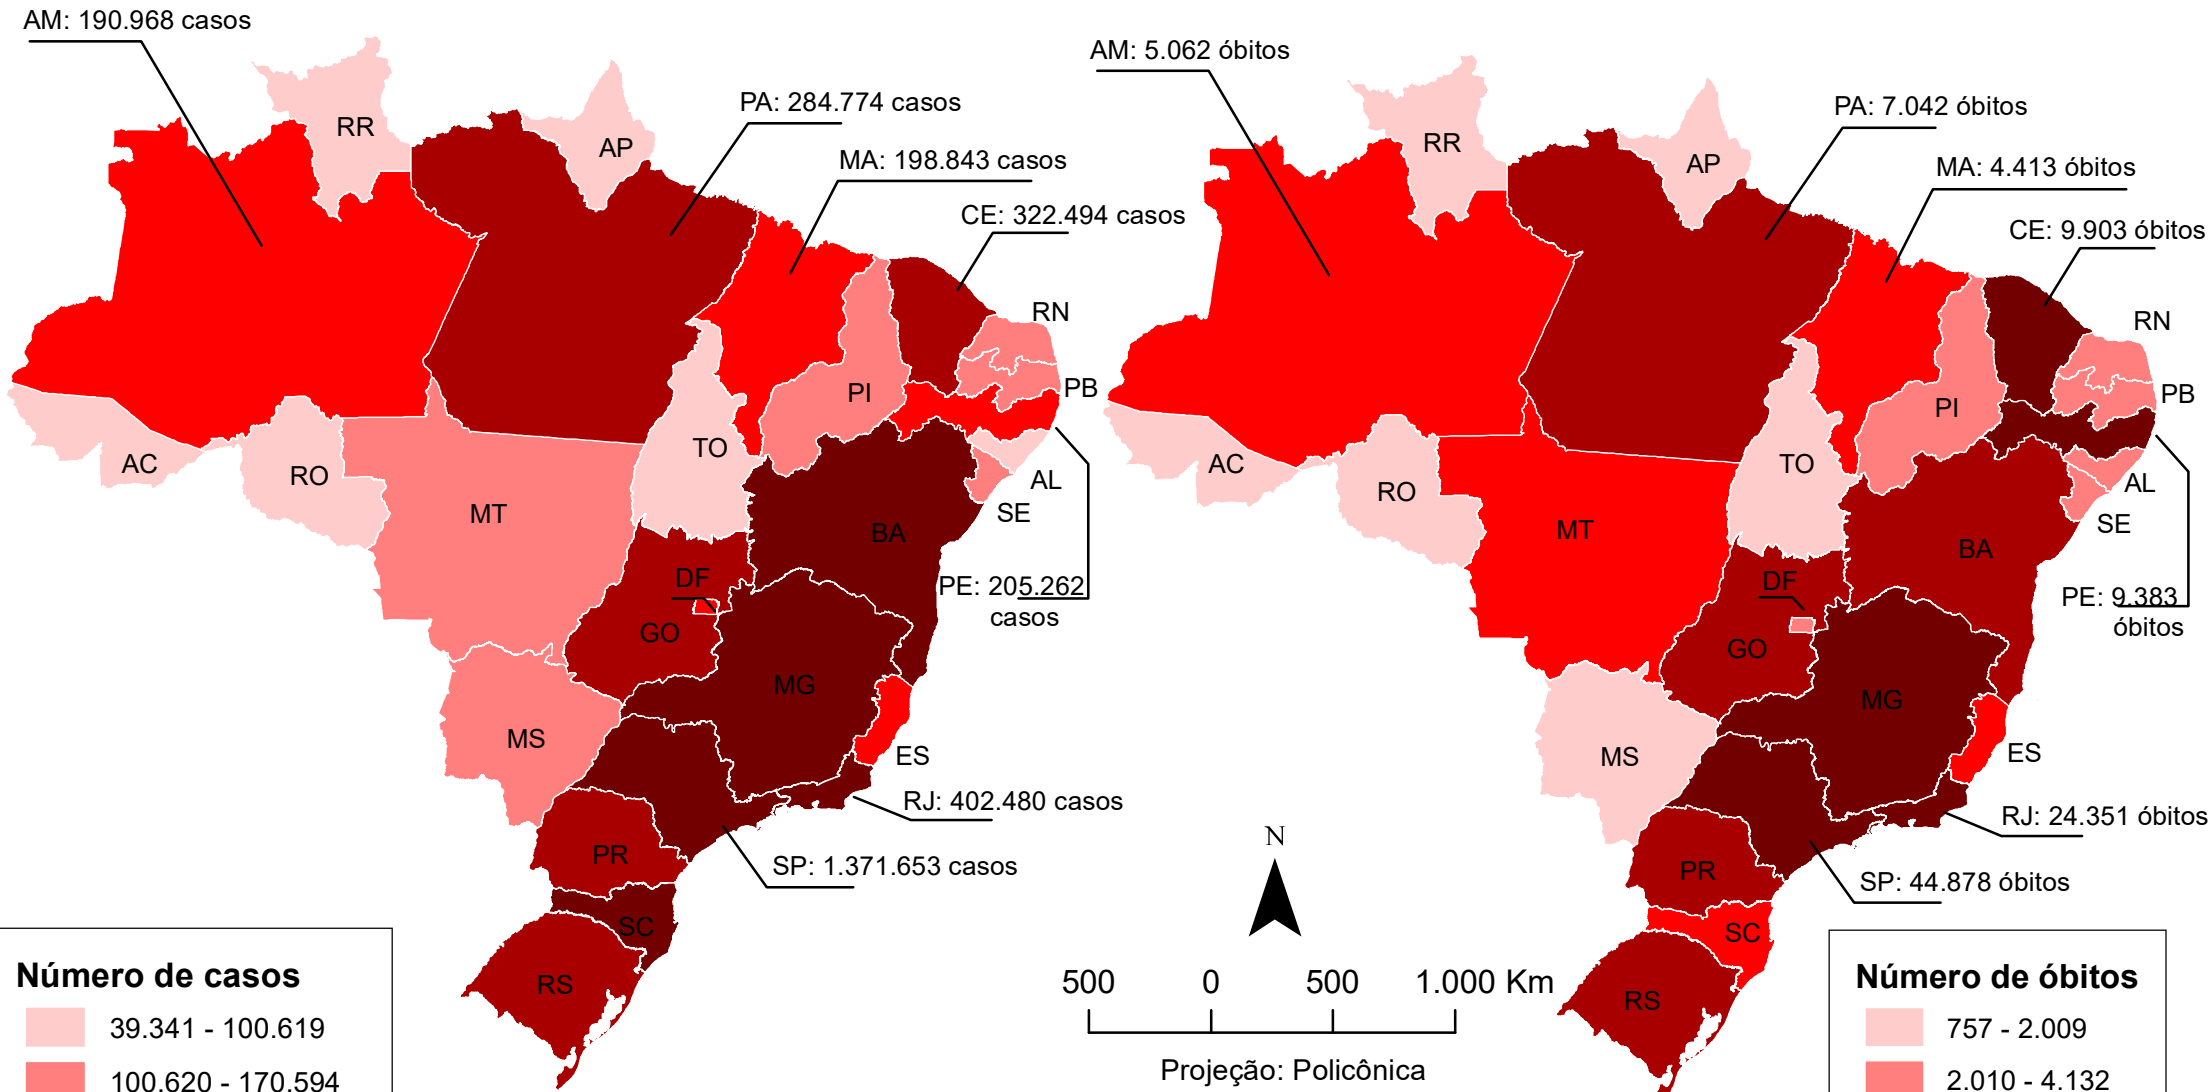 AM: 190.968 casos
RR
AP
PA: 284.774 casos
MA: 198.843 casos
CE: 322.494 casos
RN
PB
PI
TO
AC
RO
AL
SE
MT
BA
DF
PE: 205.262
casos
GO
MG
MS
ES
RJ: 402.480 casos
PR
SP: 1.371.653 casos
SC
RS
Número de casos
39.341 - 100.619
100.620 - 170.594
AM: 5.062 óbitos
RR
AP
PA: 7.042 óbitos
MA: 4.413 óbitos
CE: 9.903 óbitos
RN
PB
PI
TO
AC
RO
AL
SE
MT
BA
DF
PE: 9.383
óbitos
GO
MG
MS
ES
RJ: 24.351 óbitos
PR
SP: 44.878 óbitos
SC
RS
N
500 0 500 1.000 Km
Projeção: Policônica
Número de óbitos
757 - 2.009
2.010 - 4.132